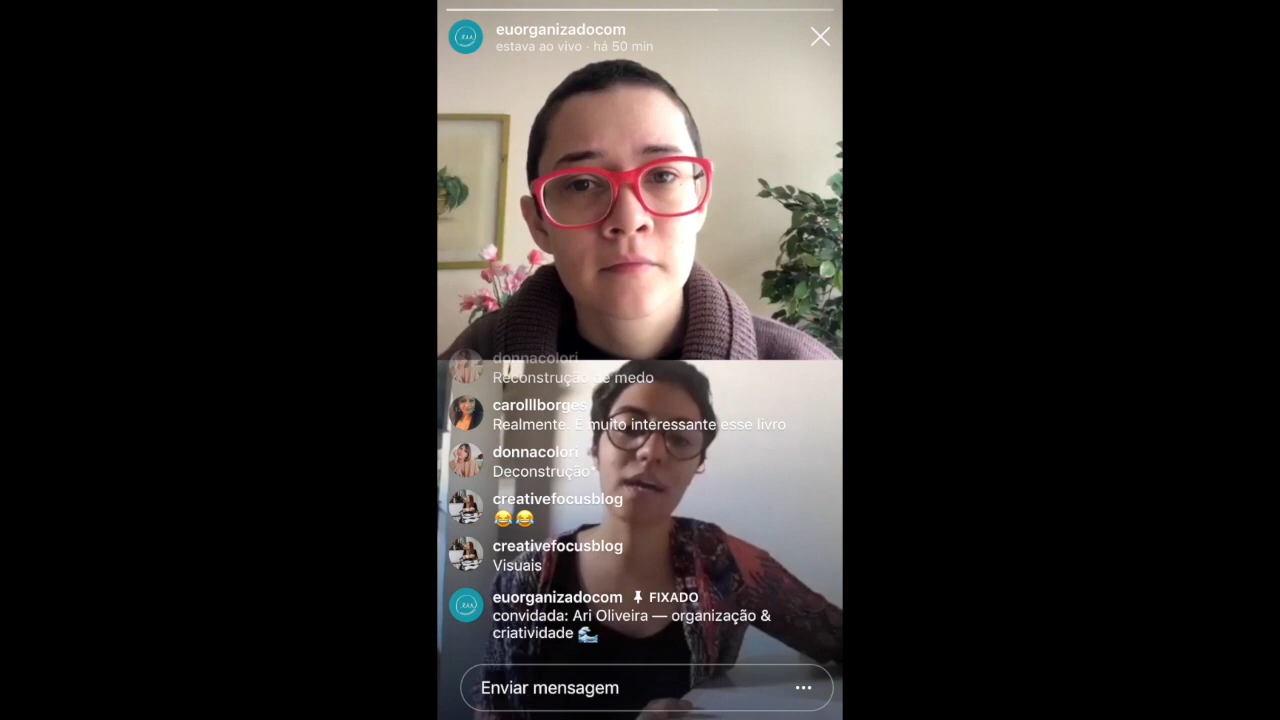 euorganizadocom
estava ao vivo · há 50 min
donnacolori
Reconstrução de medo
carolllborges
Realmente. É muito interessante esse livro
donnacolori
Deconstrução*
creativefocusblog
😂😂
creativefocusblog
Visuais
euorganizadocom 📌 FIXADO
convidada: Ari Oliveira — organização &
criatividade 🌊
Enviar mensagem